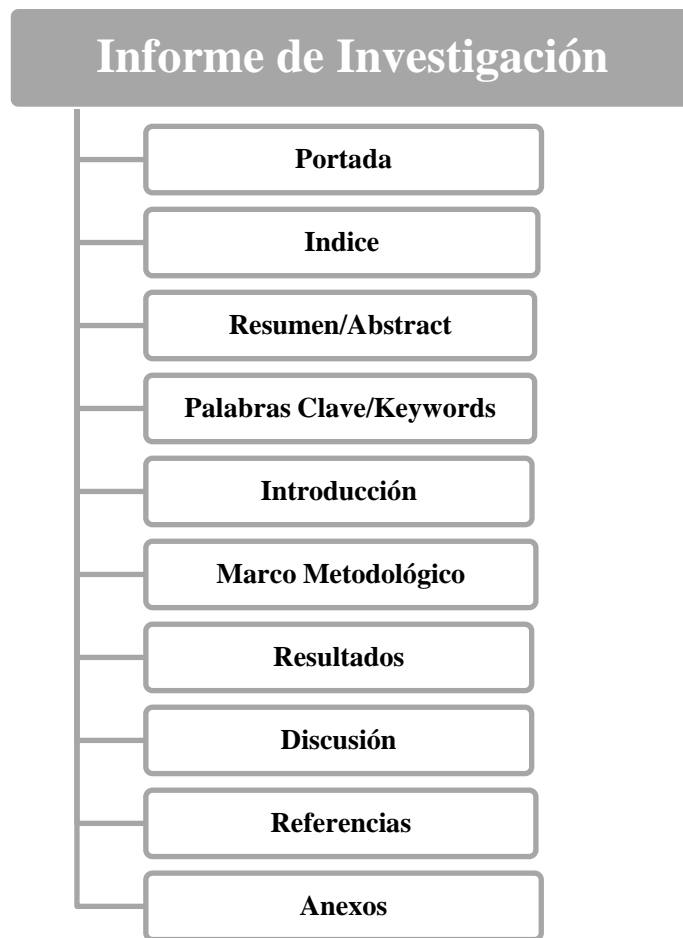 Informe de Investigación
Portada
Indice
Resumen/Abstract
Palabras Clave/Keywords
Introducción
Marco Metodológico
Resultados
Discusión
Referencias
Anexos